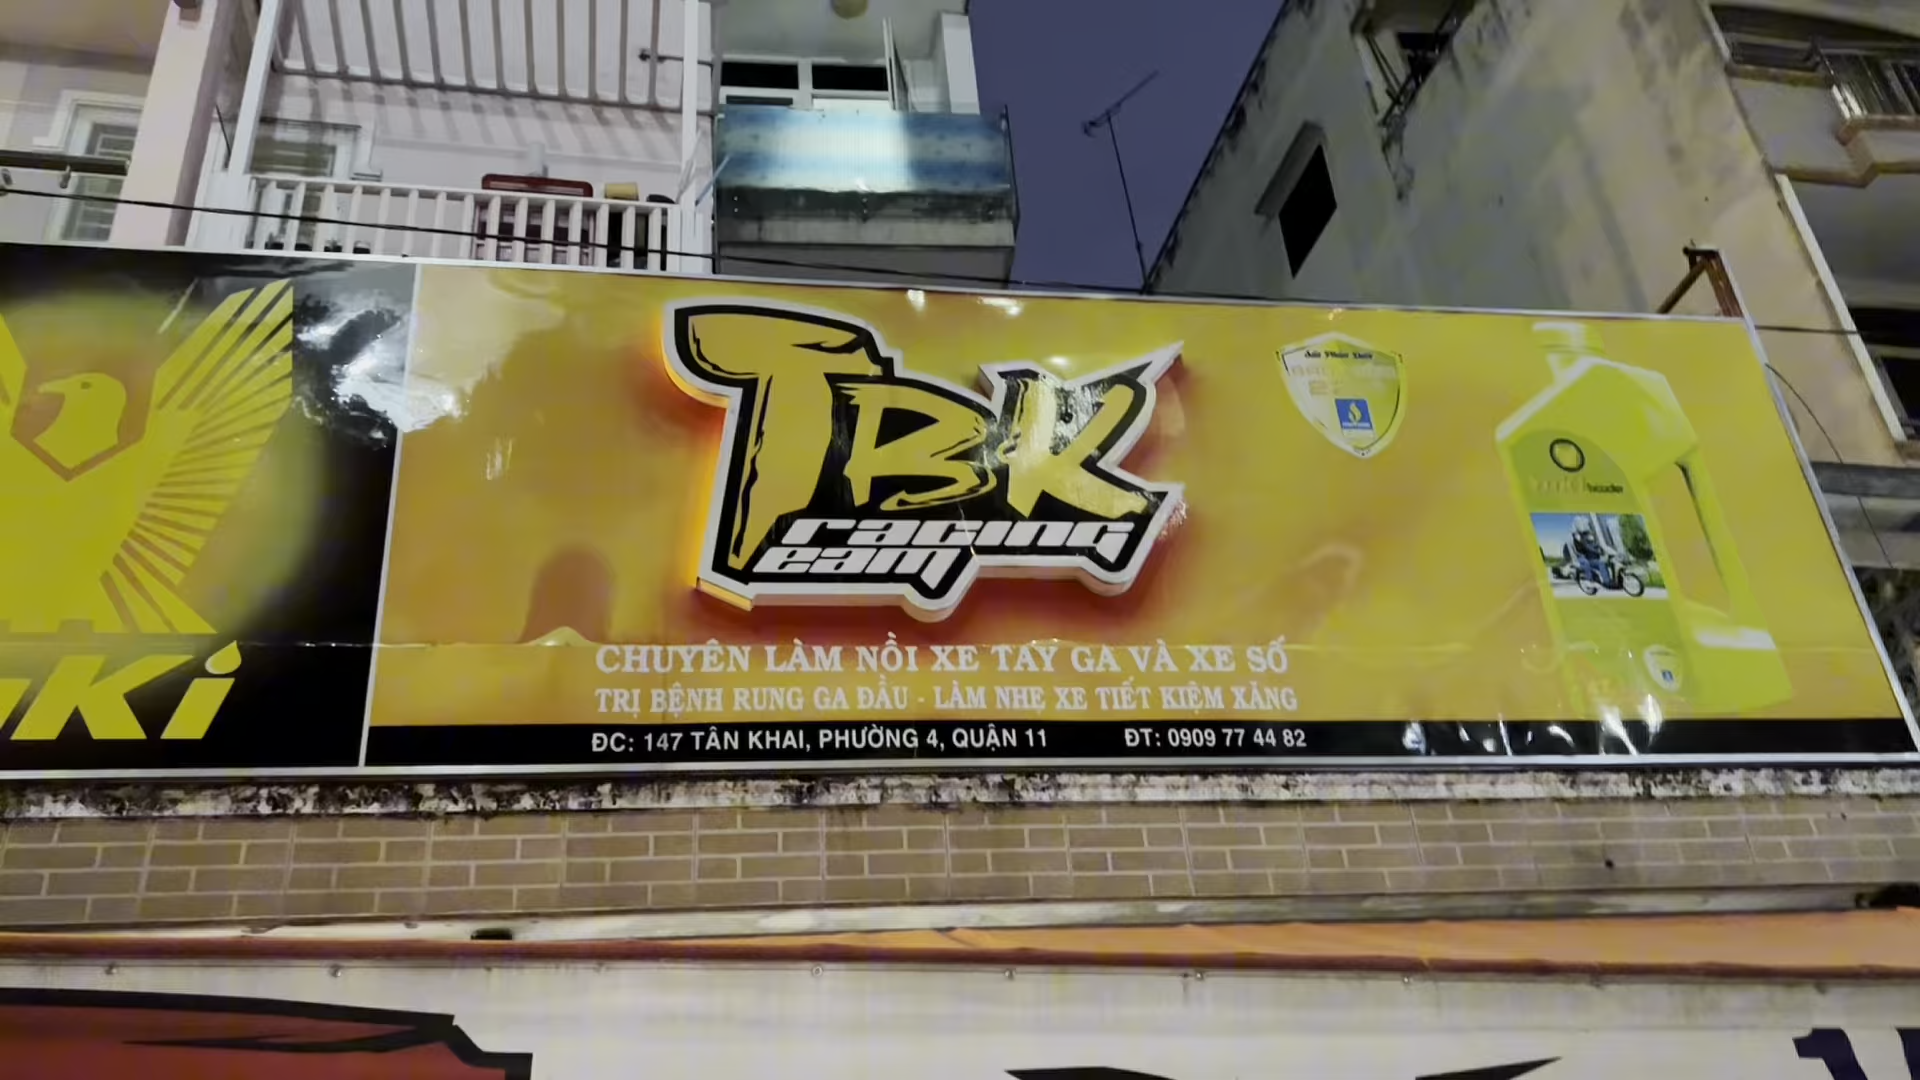 TBK
racing
Team
CHUYÊN LÀM NỒI XE TAY GA VÀ XE SỐ
TRỊ BỆNH RUNG GA ĐẦU - LÀM NHẸ XE TIẾT KIỆM XĂNG
ĐC: 147 TÂN KHAI, PHƯỜNG 4, QUẬN 11
ĐT: 0909 77 44 82